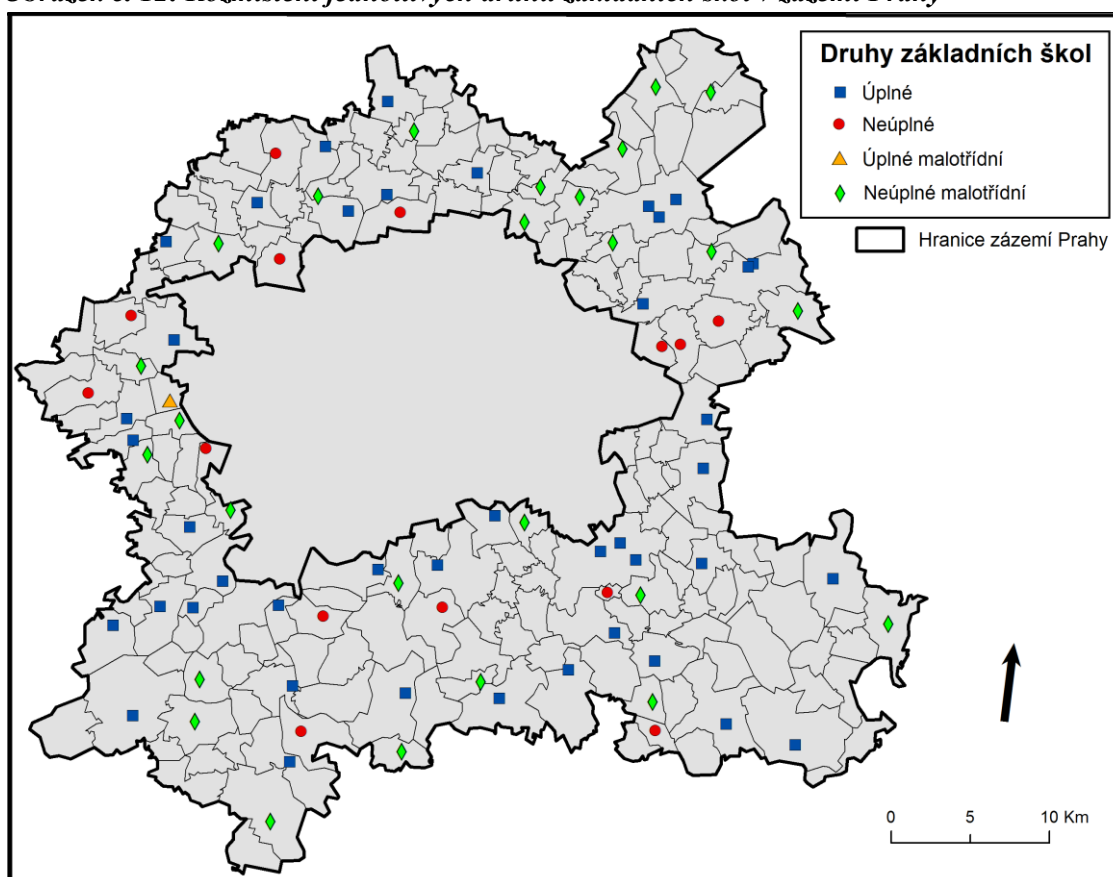 Druhy základních škol
Úplné
Neúplné
Úplné malotřídní
Neúplné malotřídní
Hranice zázemí Prahy
0 5 10 Km